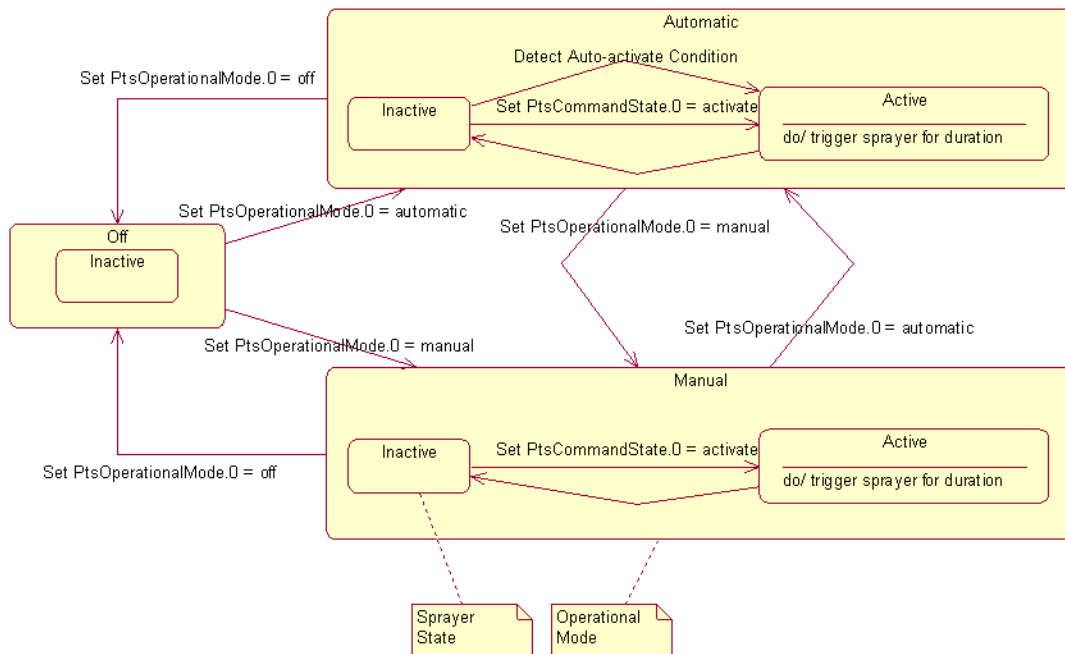 Automatic
Detect Auto-activate Condition
Set PtsOperationalMode.0 = off
Inactive
Set PtsCommandState.0 = activate
Active
do/ trigger sprayer for duration
Set PtsOperationalMode.0 = automatic
Set PtsOperationalMode.0 = manual
Off
Inactive
Set PtsOperationalMode.0 = automatic
Set PtsOperationalMode.0 = manual
Manual
Inactive
Set PtsCommandState.0 = activate
Active
do/ trigger sprayer for duration
Set PtsOperationalMode.0 = off
Sprayer
State
Operational
Mode